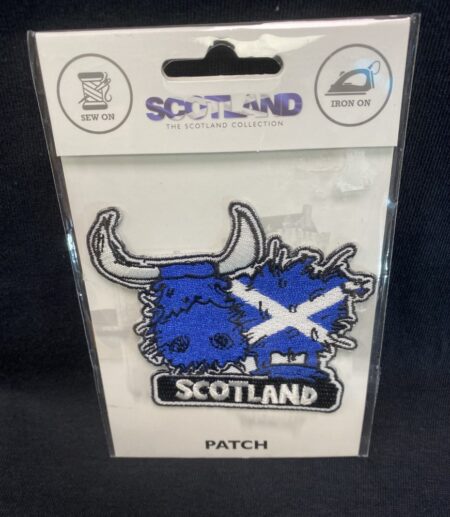 SCOTLAND
THE SCOTLAND COLLECTION
SEW ON
IRON ON
SCOTLAND
PATCH